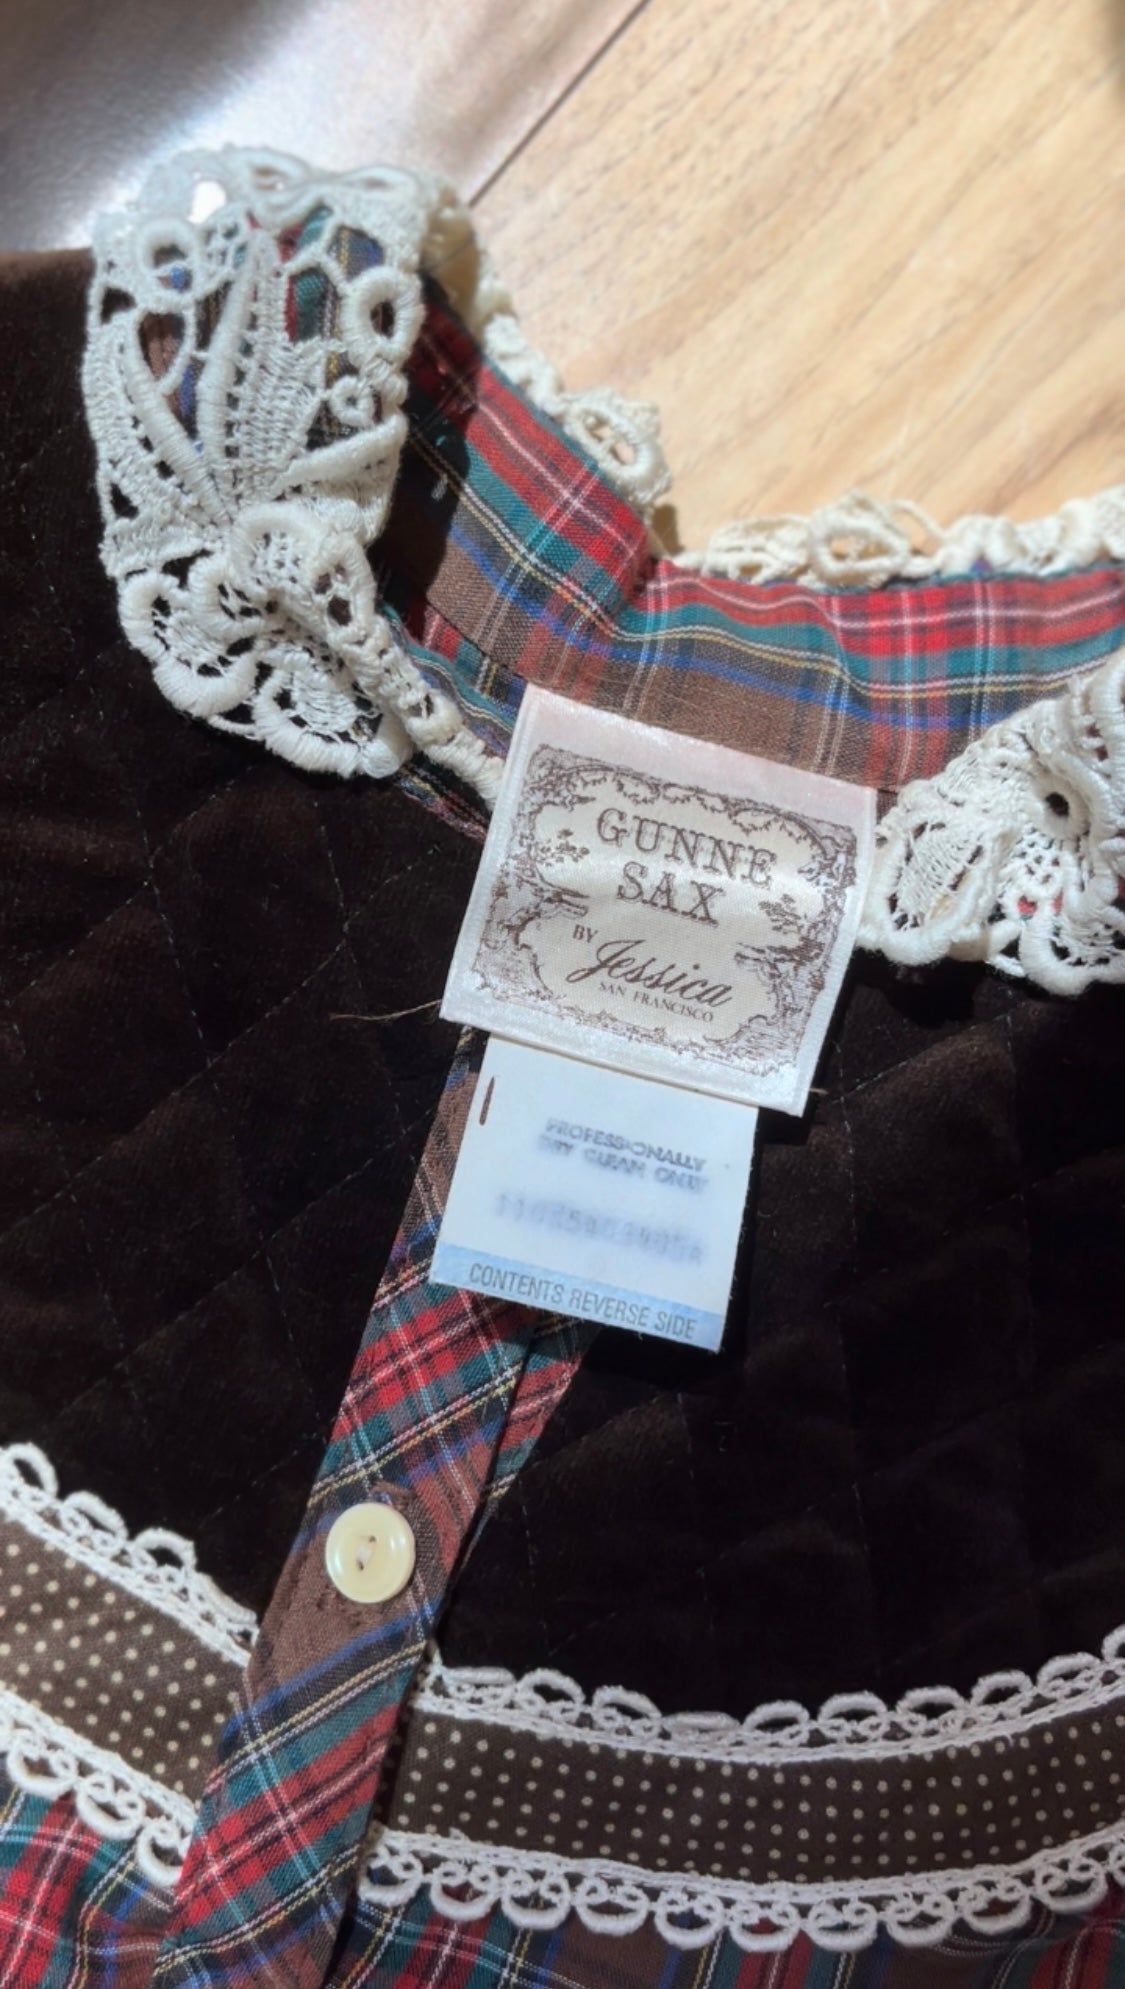 GUNNE
SAX
BY Jessica
SAN FRANCISCO
PROFESSIONALLY
DRY CLEAN ONLY
CONTENTS REVERSE SIDE